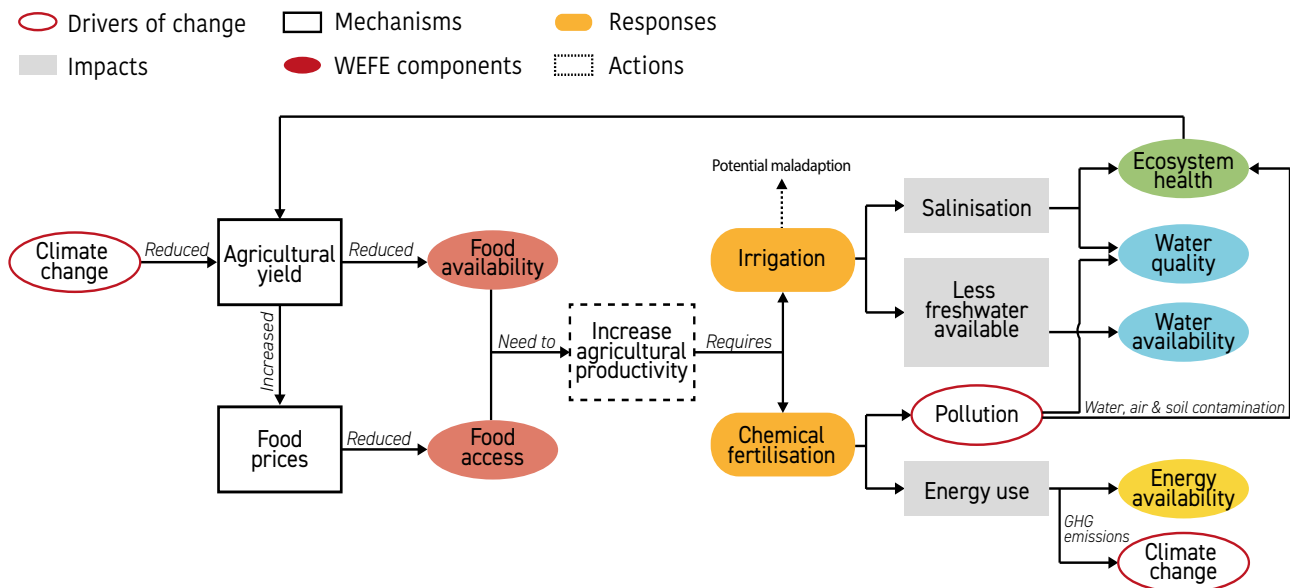 Drivers of change
Mechanisms
Responses
Impacts
WEFE components
Actions
Climate
change
Reduced
Agricultural
yield
Reduced
Food
availability
Increased
Food
prices
Reduced
Food
access
Need to
Increase
agricultural
productivity
Requires
Potential maladaption
Irrigation
Chemical
fertilisation
Salinisation
Less
freshwater
available
Pollution
Energy use
Ecosystem
health
Water
quality
Water
availability
Water, air & soil contamination
Energy
availability
GHG
emissions
Climate
change